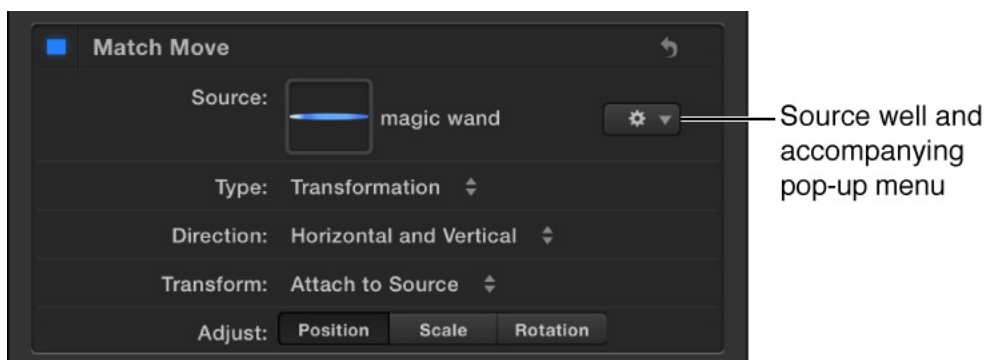 Match Move
Source: magic wand
Source well and
accompanying
pop-up menu
Type: Transformation
Direction: Horizontal and Vertical
Transform: Attach to Source
Adjust: Position Scale Rotation